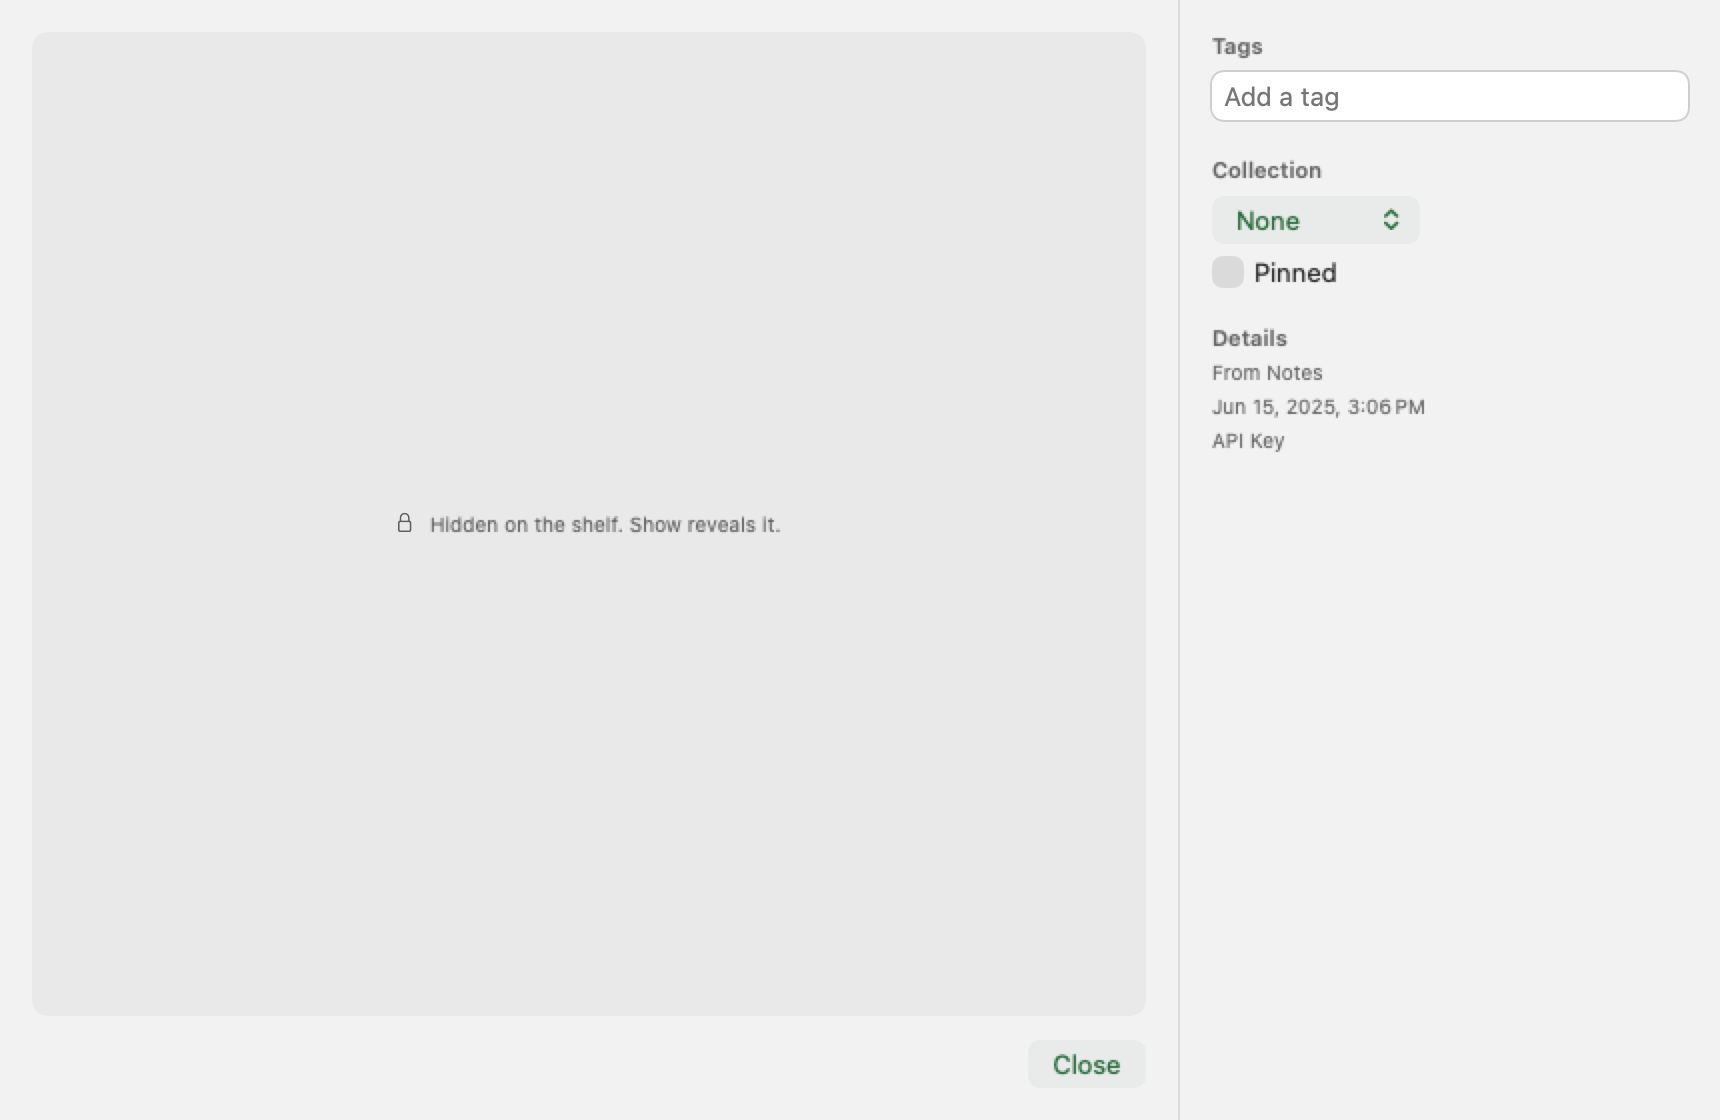 Hidden on the shelf. Show reveals it.
Close
Tags
Add a tag
Collection
None
Pinned
Details
From Notes
Jun 15, 2025, 3:06 PM
API Key